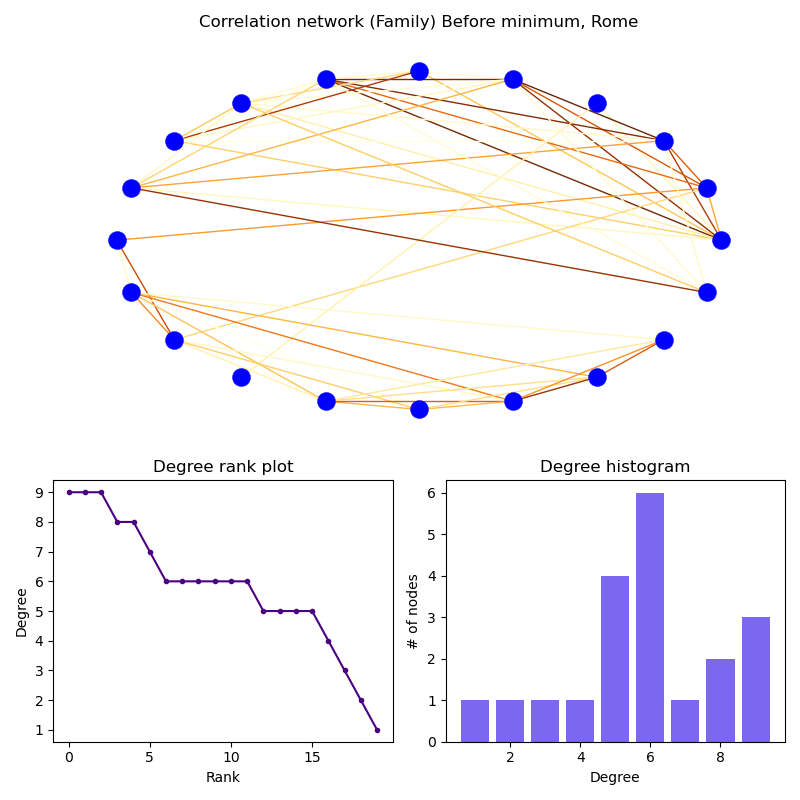 Correlation network (Family) Before minimum, Rome
Degree rank plot
Degree
9
8
7
6
5
4
3
2
1
0 5 10 15
Rank
Degree histogram
# of nodes
6
5
4
3
2
1
0
2 4 6 8
Degree